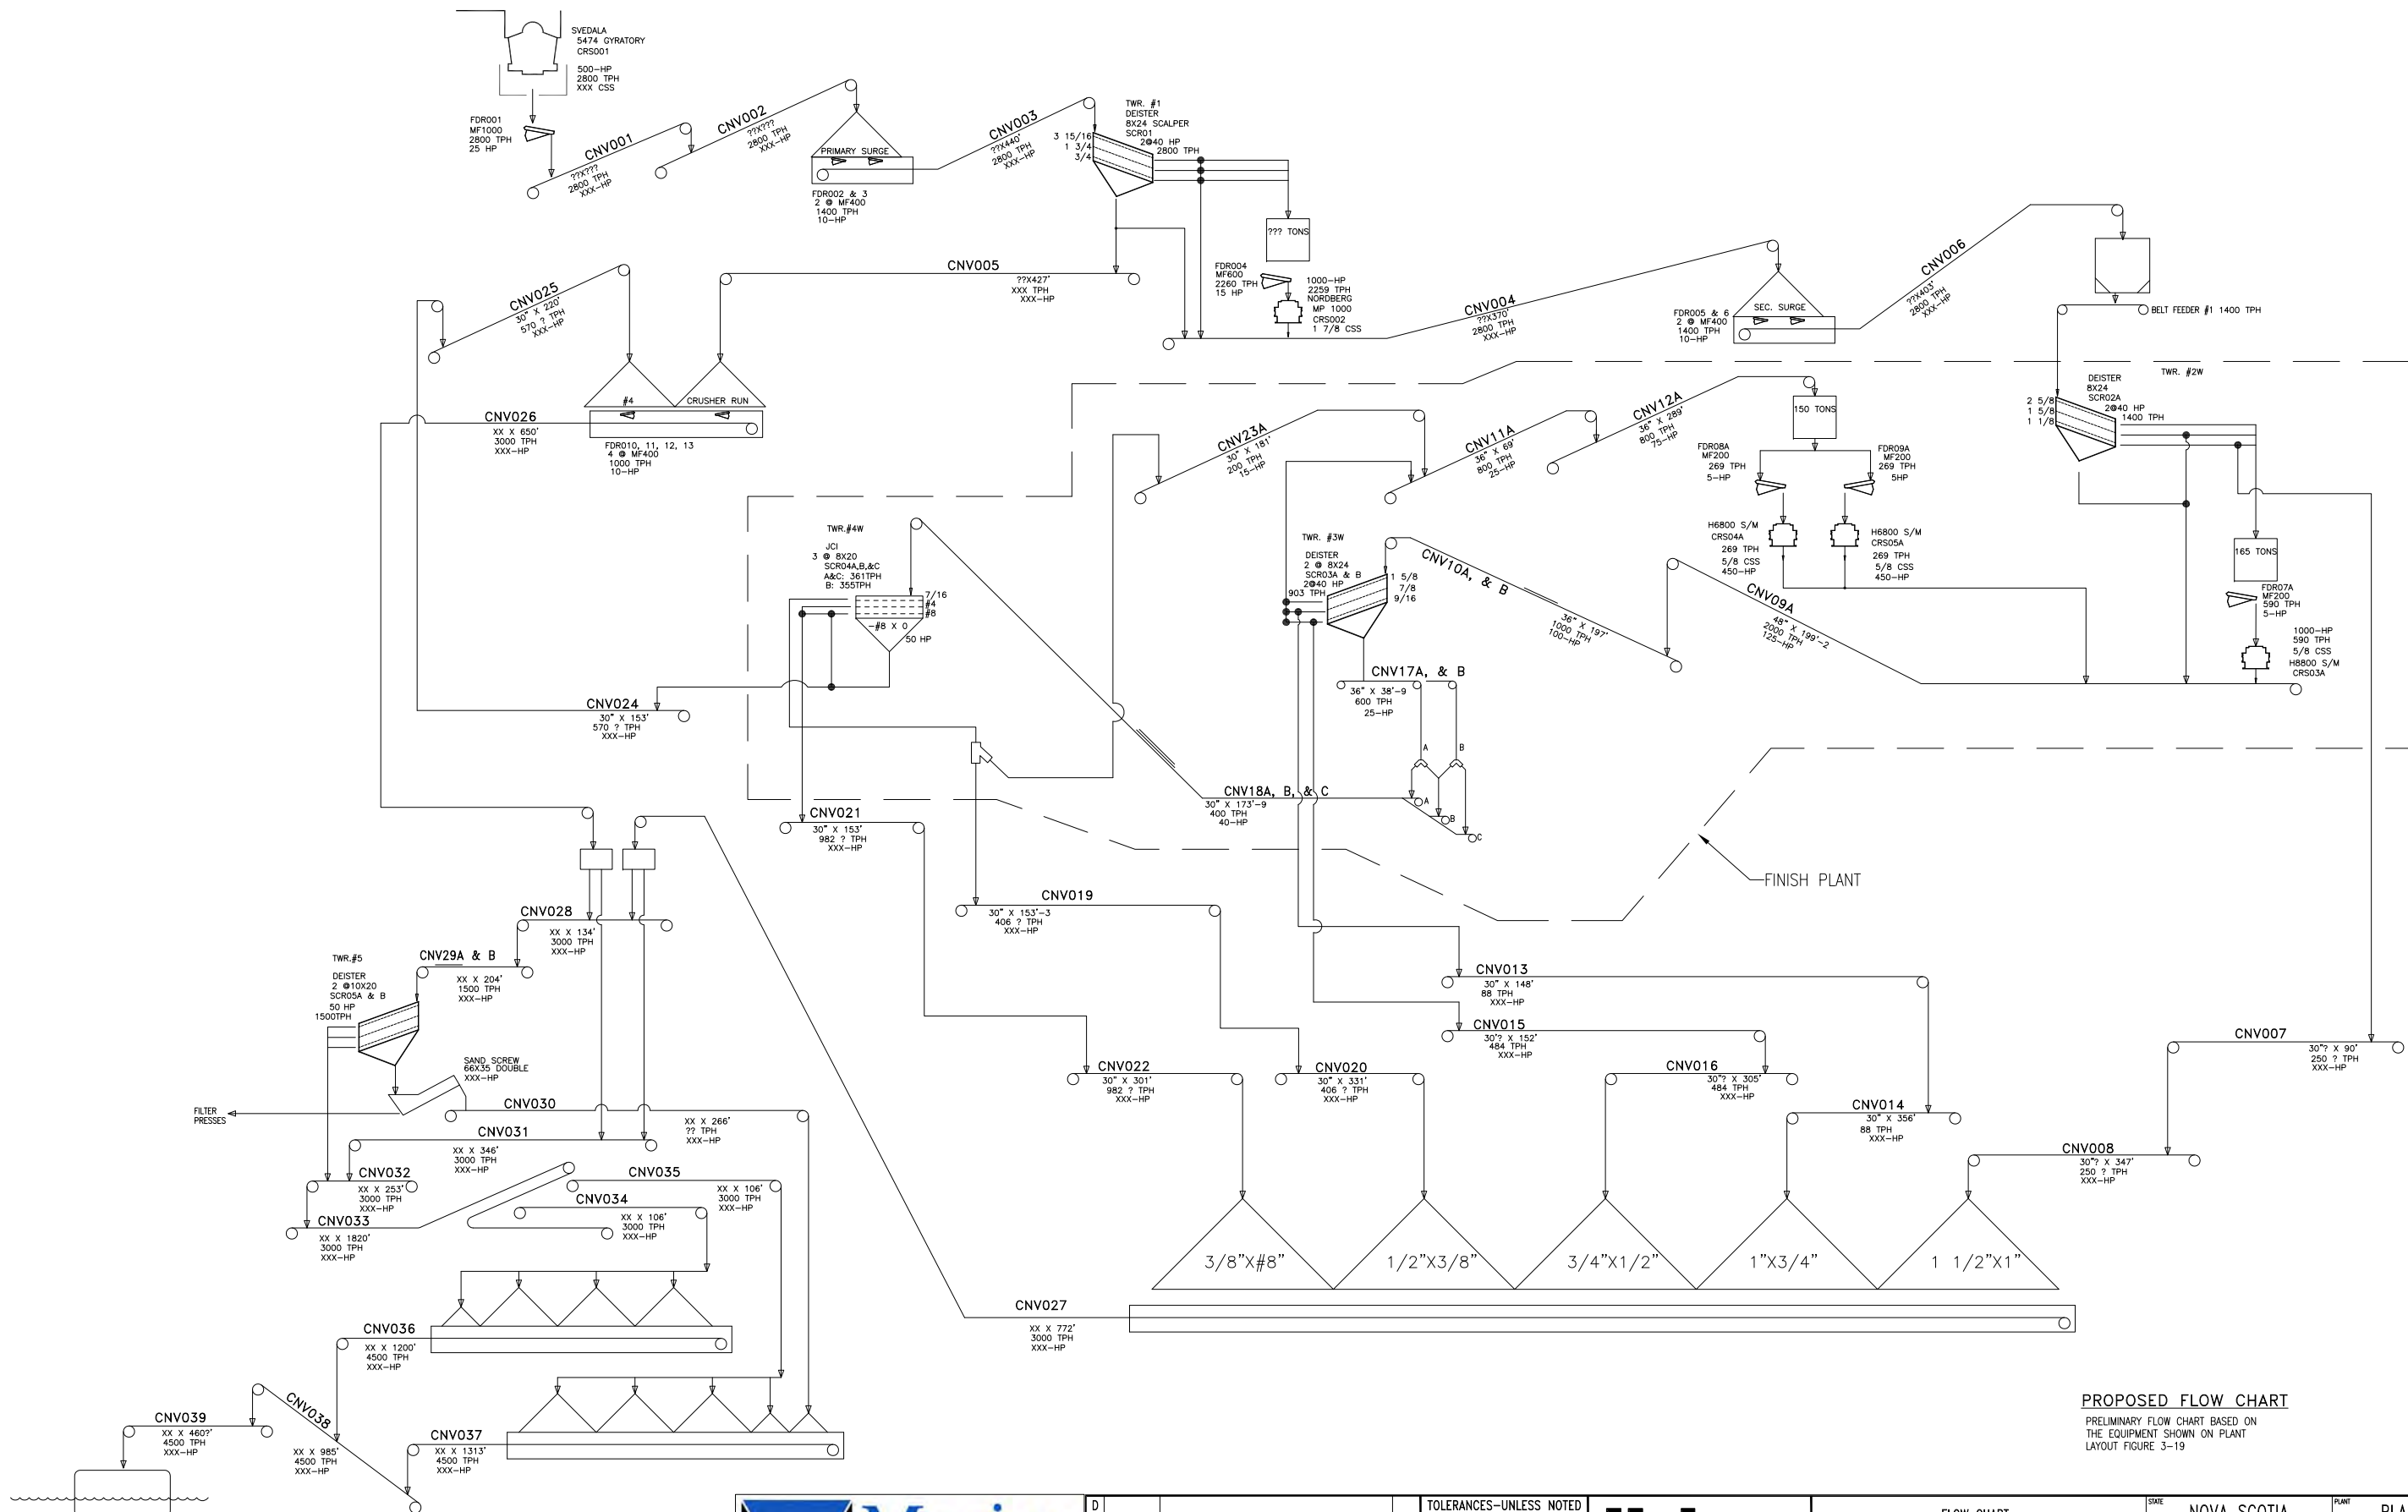 SVEDALA
5474 GYRATORY
CRS001
500-HP
2800 TPH
XXX CSS
FDR001
MF1000
2800 TPH
25 HP
CNV001
??X???
2800 TPH
XXX-HP
CNV002
??X???
2800 TPH
XXX-HP
PRIMARY SURGE
FDR002 & 3
2 @ MF400
1400 TPH
10-HP
CNV003
??X440'
2800 TPH
XXX-HP
TWR. #1
DEISTER
8X24 SCALPER
SCR01
2@40 HP
2800 TPH
3 15/16
1 3/4
3/4
??? TONS
FDR004
MF600
2260 TPH
15 HP
1000-HP
2259 TPH
NORDBERG
MP 1000
CRS002
1 7/8 CSS
CNV004
??X370'
2800 TPH
XXX-HP
SEC. SURGE
FDR005 & 6
2 @ MF400
1400 TPH
10-HP
CNV006
??X403'
2800 TPH
XXX-HP
BELT FEEDER #1 1400 TPH
CNV005
??X427'
XXX TPH
XXX-HP
CNV025
30" X 220'
570 ? TPH
XXX-HP
#4
CRUSHER RUN
CNV026
XX X 650'
3000 TPH
XXX-HP
FDR010, 11, 12, 13
4 @ MF400
1000 TPH
10-HP
CNV23A
30" X 181'
200 TPH
15-HP
CNV11A
36" X 69'
800 TPH
25-HP
CNV12A
36" X 289'
800 TPH
75-HP
150 TONS
FDR08A
MF200
269 TPH
5-HP
FDR09A
MF200
269 TPH
5HP
H6800 S/M
CRS04A
269 TPH
5/8 CSS
450-HP
H6800 S/M
CRS05A
269 TPH
5/8 CSS
450-HP
TWR. #2W
DEISTER
8X24
SCR02A
2@40 HP
1400 TPH
2 5/8
1 5/8
1 1/8
165 TONS
FDR07A
MF200
590 TPH
5-HP
1000-HP
590 TPH
5/8 CSS
H8800 S/M
CRS03A
TWR.#4W
JCI
3 @ 8X20
SCR04A,B,&C
A&C: 361TPH
B: 355TPH
7/16
#4
#8
-#8 X 0
50 HP
TWR. #3W
DEISTER
2 @ 8X24
SCR03A & B
2@40 HP
903 TPH
1 5/8
7/8
9/16
CNV10A, & B
36" X 197'
1000 TPH
100-HP
CNV09A
48" X 199'-2
2000 TPH
125-HP
CNV17A, & B
36" X 38'-9
600 TPH
25-HP
A
B
CNV024
30" X 153'
570 ? TPH
XXX-HP
CNV18A, B, & C
30" X 173'-9
400 TPH
40-HP
A
B
C
CNV021
30" X 153'
982 ? TPH
XXX-HP
FINISH PLANT
CNV019
30" X 153'-3
406 ? TPH
XXX-HP
CNV028
XX X 134'
3000 TPH
XXX-HP
CNV29A & B
XX X 204'
1500 TPH
XXX-HP
TWR.#5
DEISTER
2 @10X20
SCR05A & B
50 HP
1500TPH
SAND SCREW
66X35 DOUBLE
XXX-HP
FILTER
PRESSES
CNV030
XX X 266'
?? TPH
XXX-HP
CNV031
XX X 346'
3000 TPH
XXX-HP
CNV032
XX X 253'
3000 TPH
XXX-HP
CNV033
XX X 1820'
3000 TPH
XXX-HP
CNV035
XX X 106'
3000 TPH
XXX-HP
CNV034
XX X 106'
3000 TPH
XXX-HP
CNV013
30" X 148'
88 TPH
XXX-HP
CNV015
30'? X 152'
484 TPH
XXX-HP
CNV007
30"? X 90'
250 ? TPH
XXX-HP
CNV022
30" X 301'
982 ? TPH
XXX-HP
CNV020
30" X 331'
406 ? TPH
XXX-HP
CNV016
30"? X 305'
484 TPH
XXX-HP
CNV014
30" X 356'
88 TPH
XXX-HP
CNV008
30"? X 347'
250 ? TPH
XXX-HP
3/8"X#8"
1/2"X3/8"
3/4"X1/2"
1"X3/4"
1 1/2"X1"
CNV027
XX X 772'
3000 TPH
XXX-HP
CNV036
XX X 1200'
4500 TPH
XXX-HP
CNV039
XX X 460?'
4500 TPH
XXX-HP
CNV038
XX X 985'
4500 TPH
XXX-HP
CNV037
XX X 1313'
4500 TPH
XXX-HP
PROPOSED FLOW CHART
PRELIMINARY FLOW CHART BASED ON
THE EQUIPMENT SHOWN ON PLANT
LAYOUT FIGURE 3-19
D
TOLERANCES-UNLESS NOTED
FLOW CHART
STATE
NOVA SCOTIA
PLANT